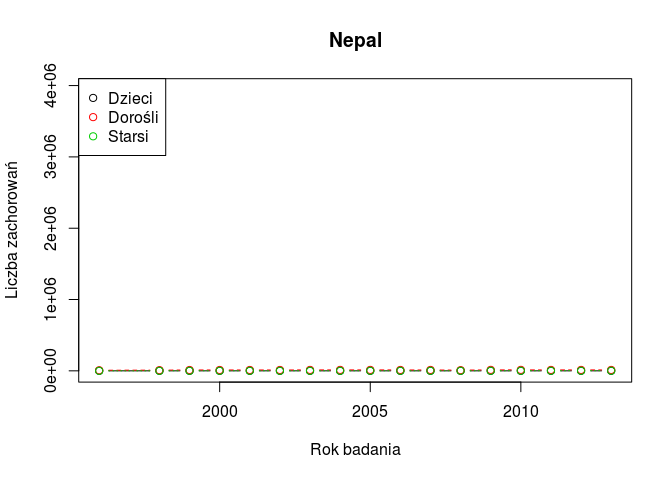 Nepal
4e+06
3e+06
2e+06
1e+06
0e+00
Liczba zachorowań
Dzieci
Dorośli
Starsi
2000 2005 2010
Rok badania